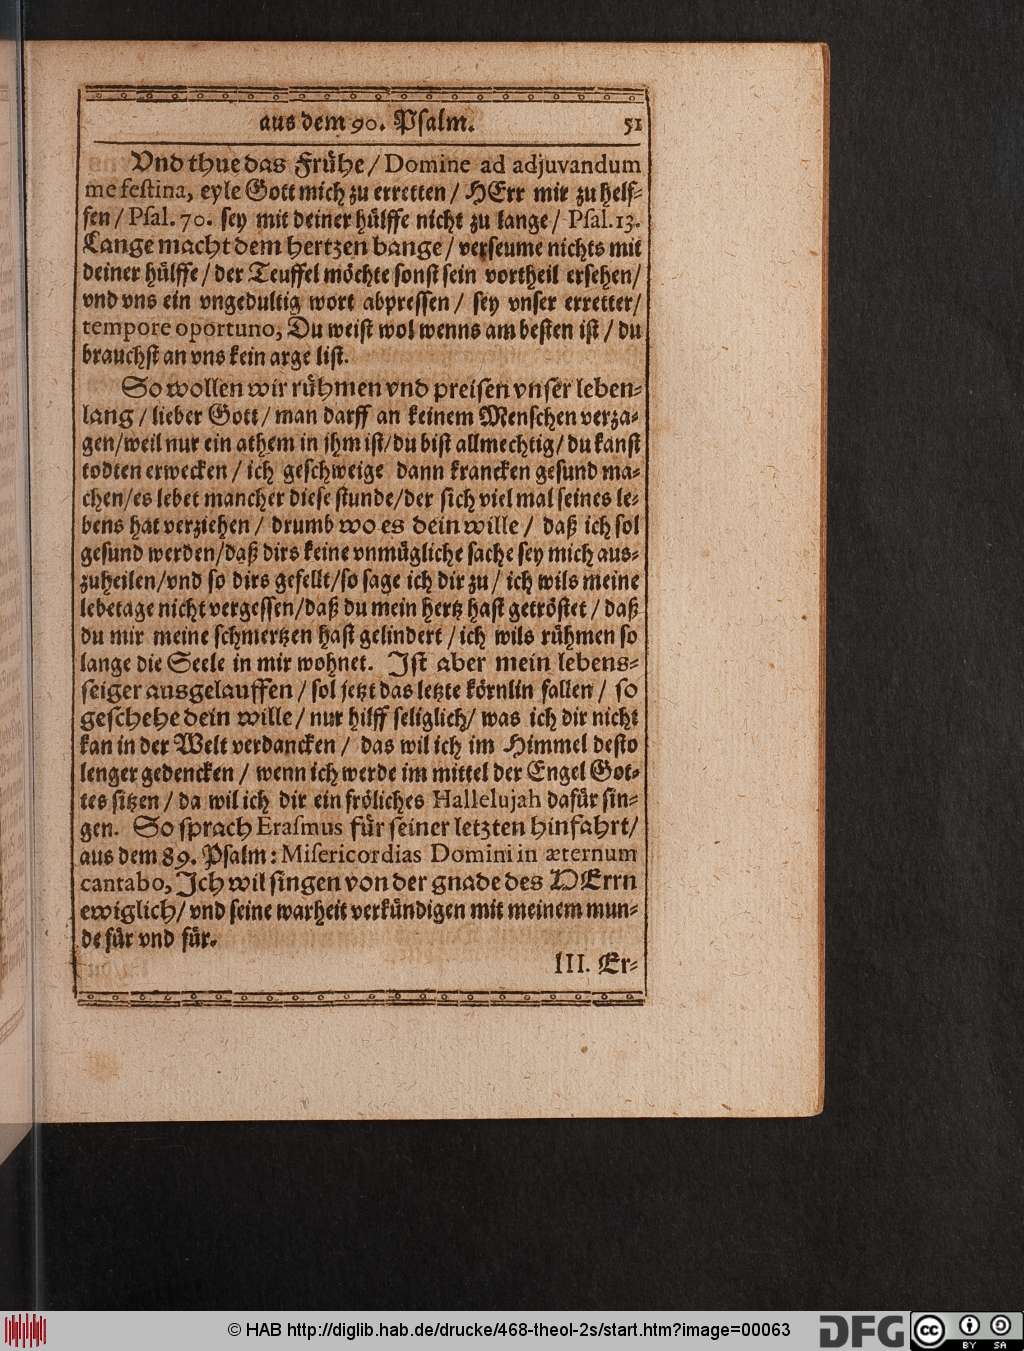 aus dem 90. Psalm. 51
Vnd thue das Frühe / Domine ad adjuvandum
me festina, eyle Gott mich zu erretten / HErr mir zu helf-
fen / Psal. 70. sey mit deiner hülffe nicht zu lange / Psal. 13.
Lange macht dem hertzen bange / verseume nichts mit
deiner hülffe / der Teuffel möchte sonst sein vortheil ersehen /
vnd vns ein vngedultig wort abpressen / sey vnser erretter /
tempore oportuno, Du weist wol wenns am besten ist / du
brauchst an vns kein arge list.
So wollen wir rühmen vnd preisen vnser leben-
lang / lieber Gott / man darff an keinem Menschen verza-
gen / weil nur ein athem in jhm ist / du bist allmechtig / du kanst
todten erwecken / ich geschweige dann krancken gesund ma-
chen / es lebet mancher diese stunde / der sich viel mal seines le-
bens hat verziehen / drumb wo es dein wille / daß ich sol
gesund werden / daß dirs keine vnmügliche sache sey mich aus-
zuheilen / vnd so dirs gefellt / so sage ich dir zu / ich wils meine
lebetage nicht vergessen / daß du mein hertz hast getröstet / daß
du mir meine schmertzen hast gelindert / ich wils rühmen so
lange die Seele in mir wohnet. Ist aber mein lebens-
seiger ausgelauffen / sol jetzt das letzte körnlin fallen / so
geschehe dein wille / nur hilff seliglich / was ich dir nicht
kan in der Welt verdancken / das wil ich im Himmel desto
lenger gedencken / wenn ich werde im mittel der Engel Got-
tes sitzen / da wil ich dir ein fröliches Hallelujah dafür sin-
gen. So sprach Erasmus für seiner letzten hinfahrt /
aus dem 89. Psalm: Misericordias Domini in æternum
cantabo, Ich wil singen von der gnade des HErrn
ewiglich / vnd seine warheit verkündigen mit meinem mun-
de für vnd für.
III. Er-
© HAB http://diglib.hab.de/drucke/468-theol-2s/start.htm?image=00063
DFG
cc BY SA